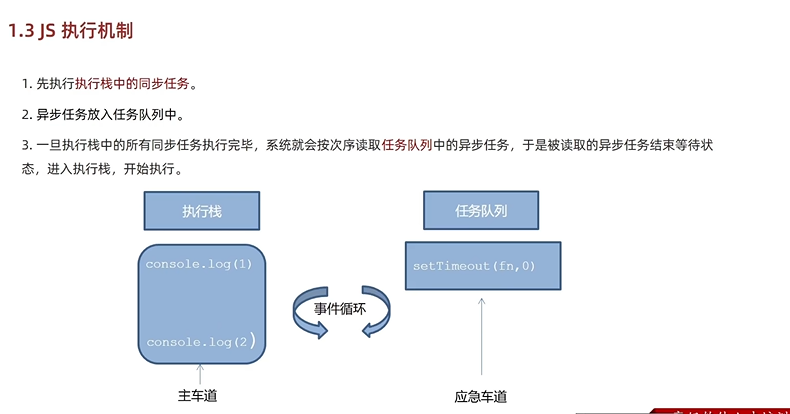 1.3 JS 执行机制
1. 先执行执行栈中的同步任务。
2. 异步任务放入任务队列中。
3. 一旦执行栈中的所有同步任务执行完毕，系统就会按次序读取任务队列中的异步任务，于是被读取的异步任务结束等待状
态，进入执行栈，开始执行。
执行栈
任务队列
console.log(1)
setTimeout(fn,0)
事件循环
console.log(2)
主车道
应急车道